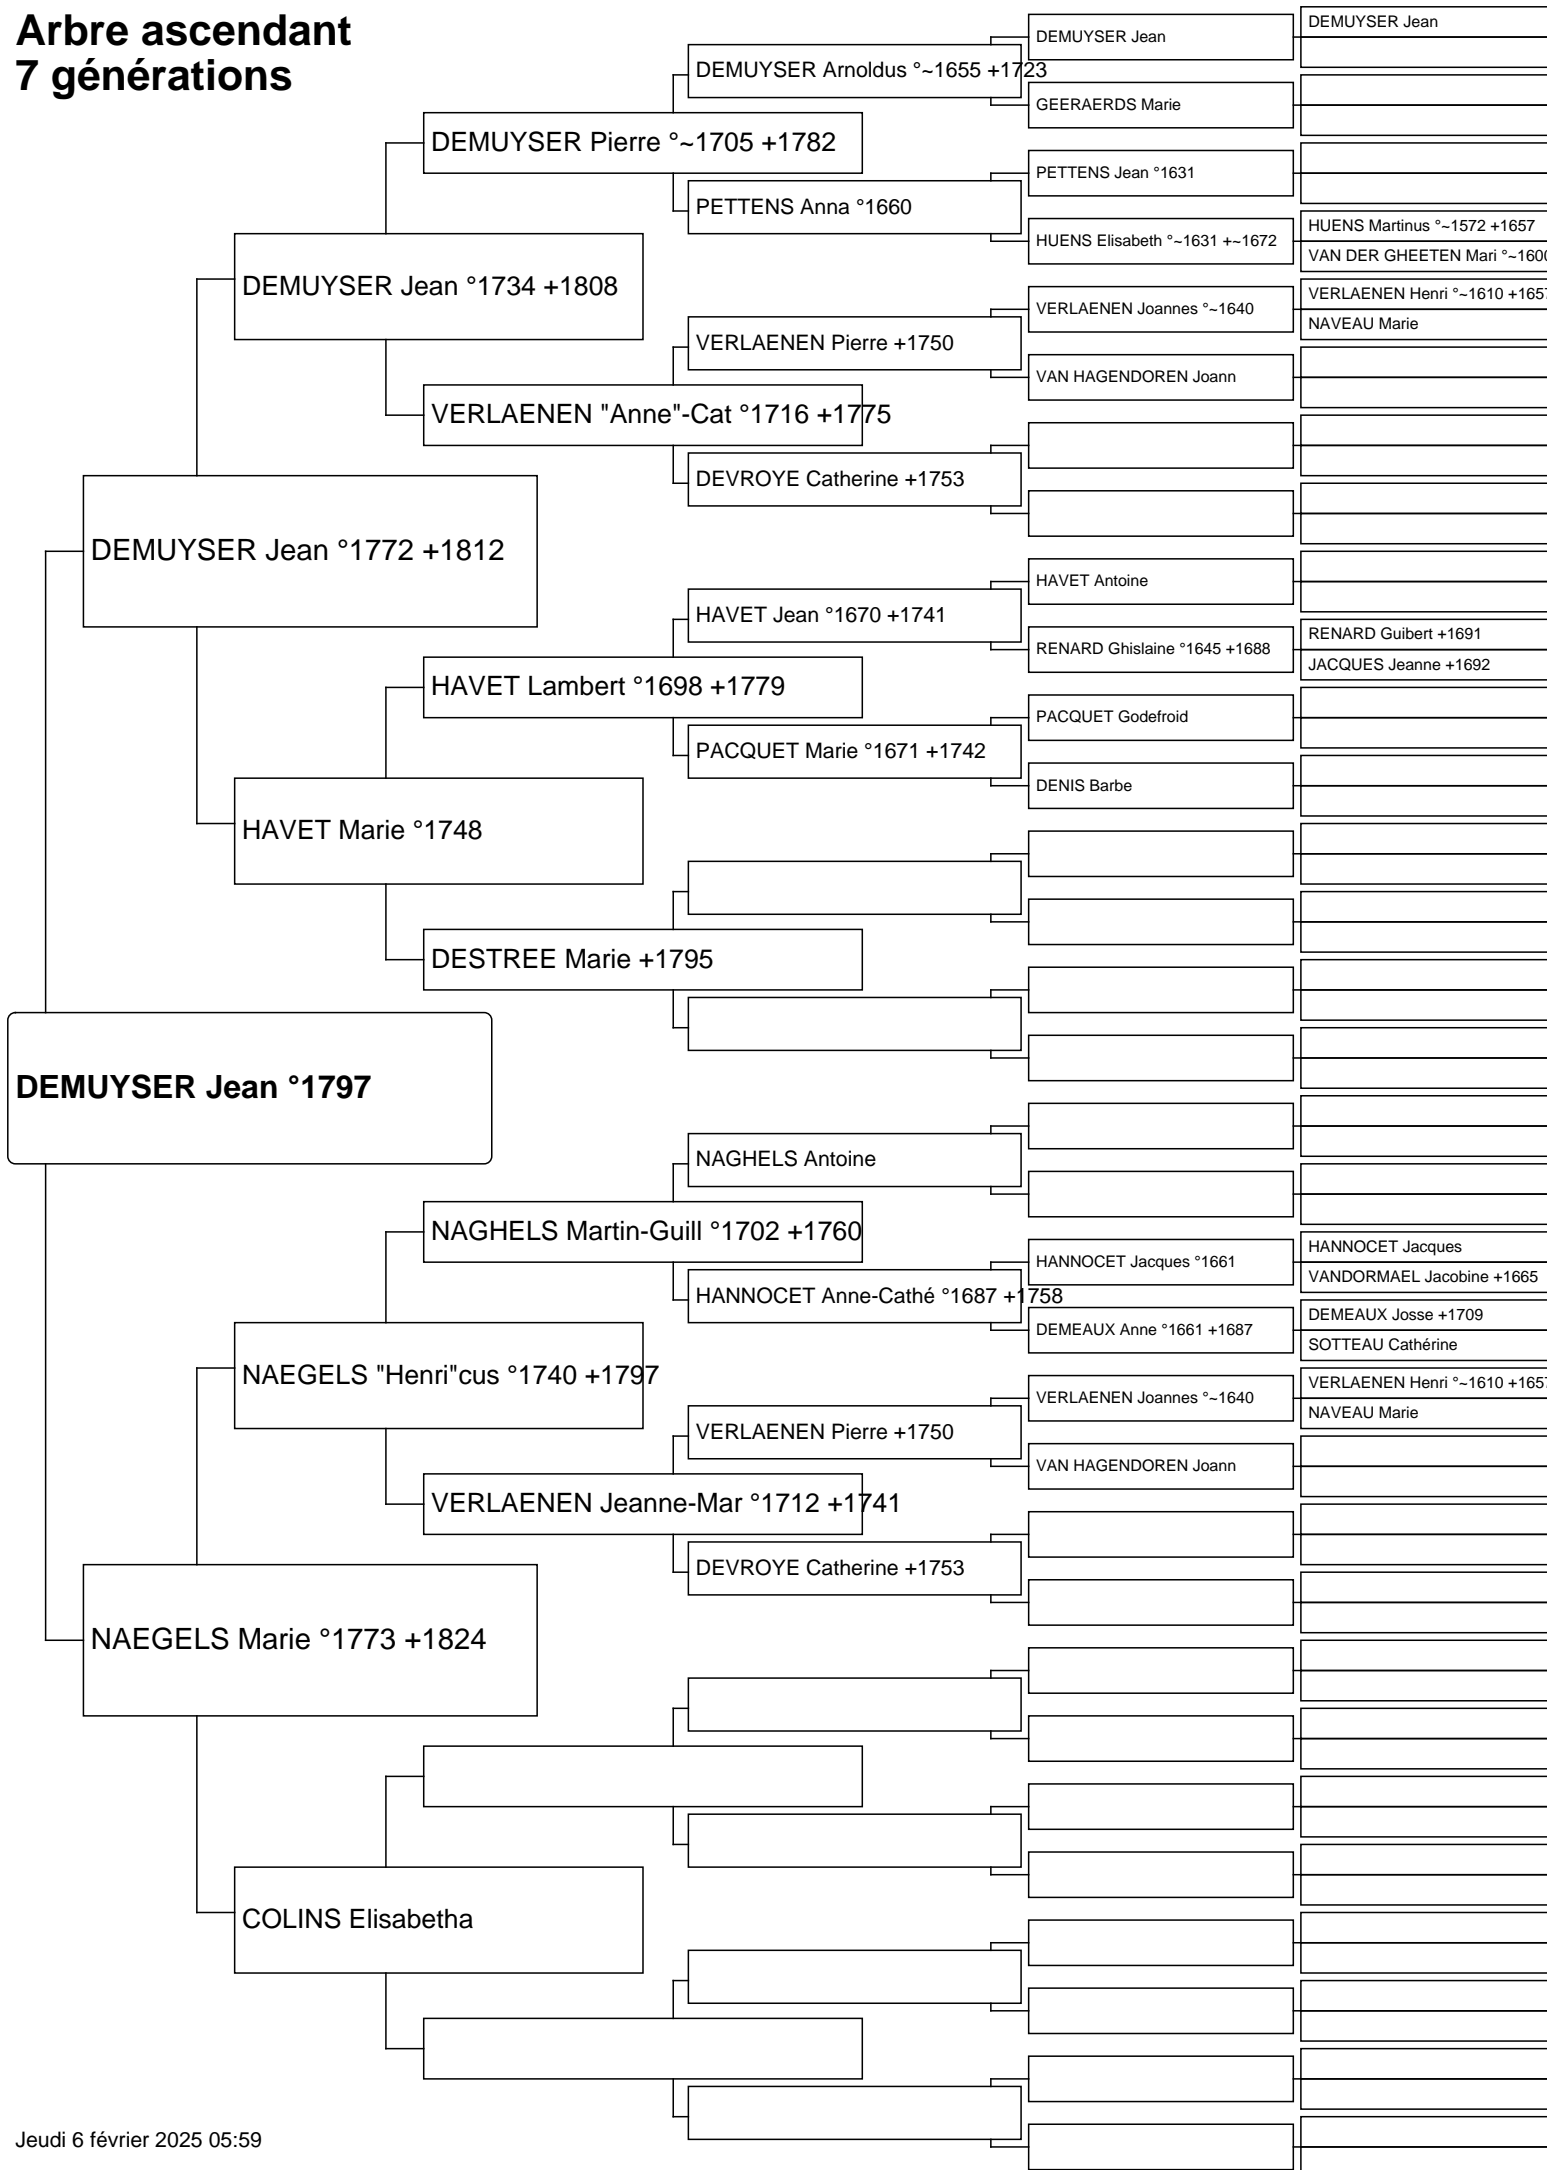 Arbre ascendant
7 générations
DEMUYSER Jean °1797
DEMUYSER Jean °1772 +1812
NAEGELS Marie °1773 +1824
DEMUYSER Jean °1734 +1808
HAVET Marie °1748
NAEGELS "Henri"cus °1740 +1797
COLINS Elisabetha
DEMUYSER Pierre °~1705 +1782
VERLAENEN "Anne"-Cat °1716 +1775
HAVET Lambert °1698 +1779
DESTREE Marie +1795
NAGHELS Martin-Guill °1702 +1760
VERLAENEN Jeanne-Mar °1712 +1741
DEMUYSER Arnoldus °~1655 +1723
PETTENS Anna °1660
VERLAENEN Pierre +1750
DEVROYE Catherine +1753
HAVET Jean °1670 +1741
PACQUET Marie °1671 +1742
NAGHELS Antoine
HANNOCET Anne-Cathé °1687 +1758
VERLAENEN Pierre +1750
DEVROYE Catherine +1753
DEMUYSER Jean
GEERAERDS Marie
PETTENS Jean °1631
HUENS Elisabeth °~1631 +~1672
VERLAENEN Joannes °~1640
VAN HAGENDOREN Joann
HAVET Antoine
RENARD Ghislaine °1645 +1688
PACQUET Godefroid
DENIS Barbe
HANNOCET Jacques °1661
DEMEAUX Anne °1661 +1687
VERLAENEN Joannes °~1640
VAN HAGENDOREN Joann
DEMUYSER Jean
HUENS Martinus °~1572 +1657
VAN DER GHEETEN Mari °~1600
VERLAENEN Henri °~1610 +1657
NAVEAU Marie
RENARD Guibert +1691
JACQUES Jeanne +1692
HANNOCET Jacques
VANDORMAEL Jacobine +1665
DEMEAUX Josse +1709
SOTTEAU Cathérine
VERLAENEN Henri °~1610 +1657
NAVEAU Marie
Jeudi 6 février 2025 05:59